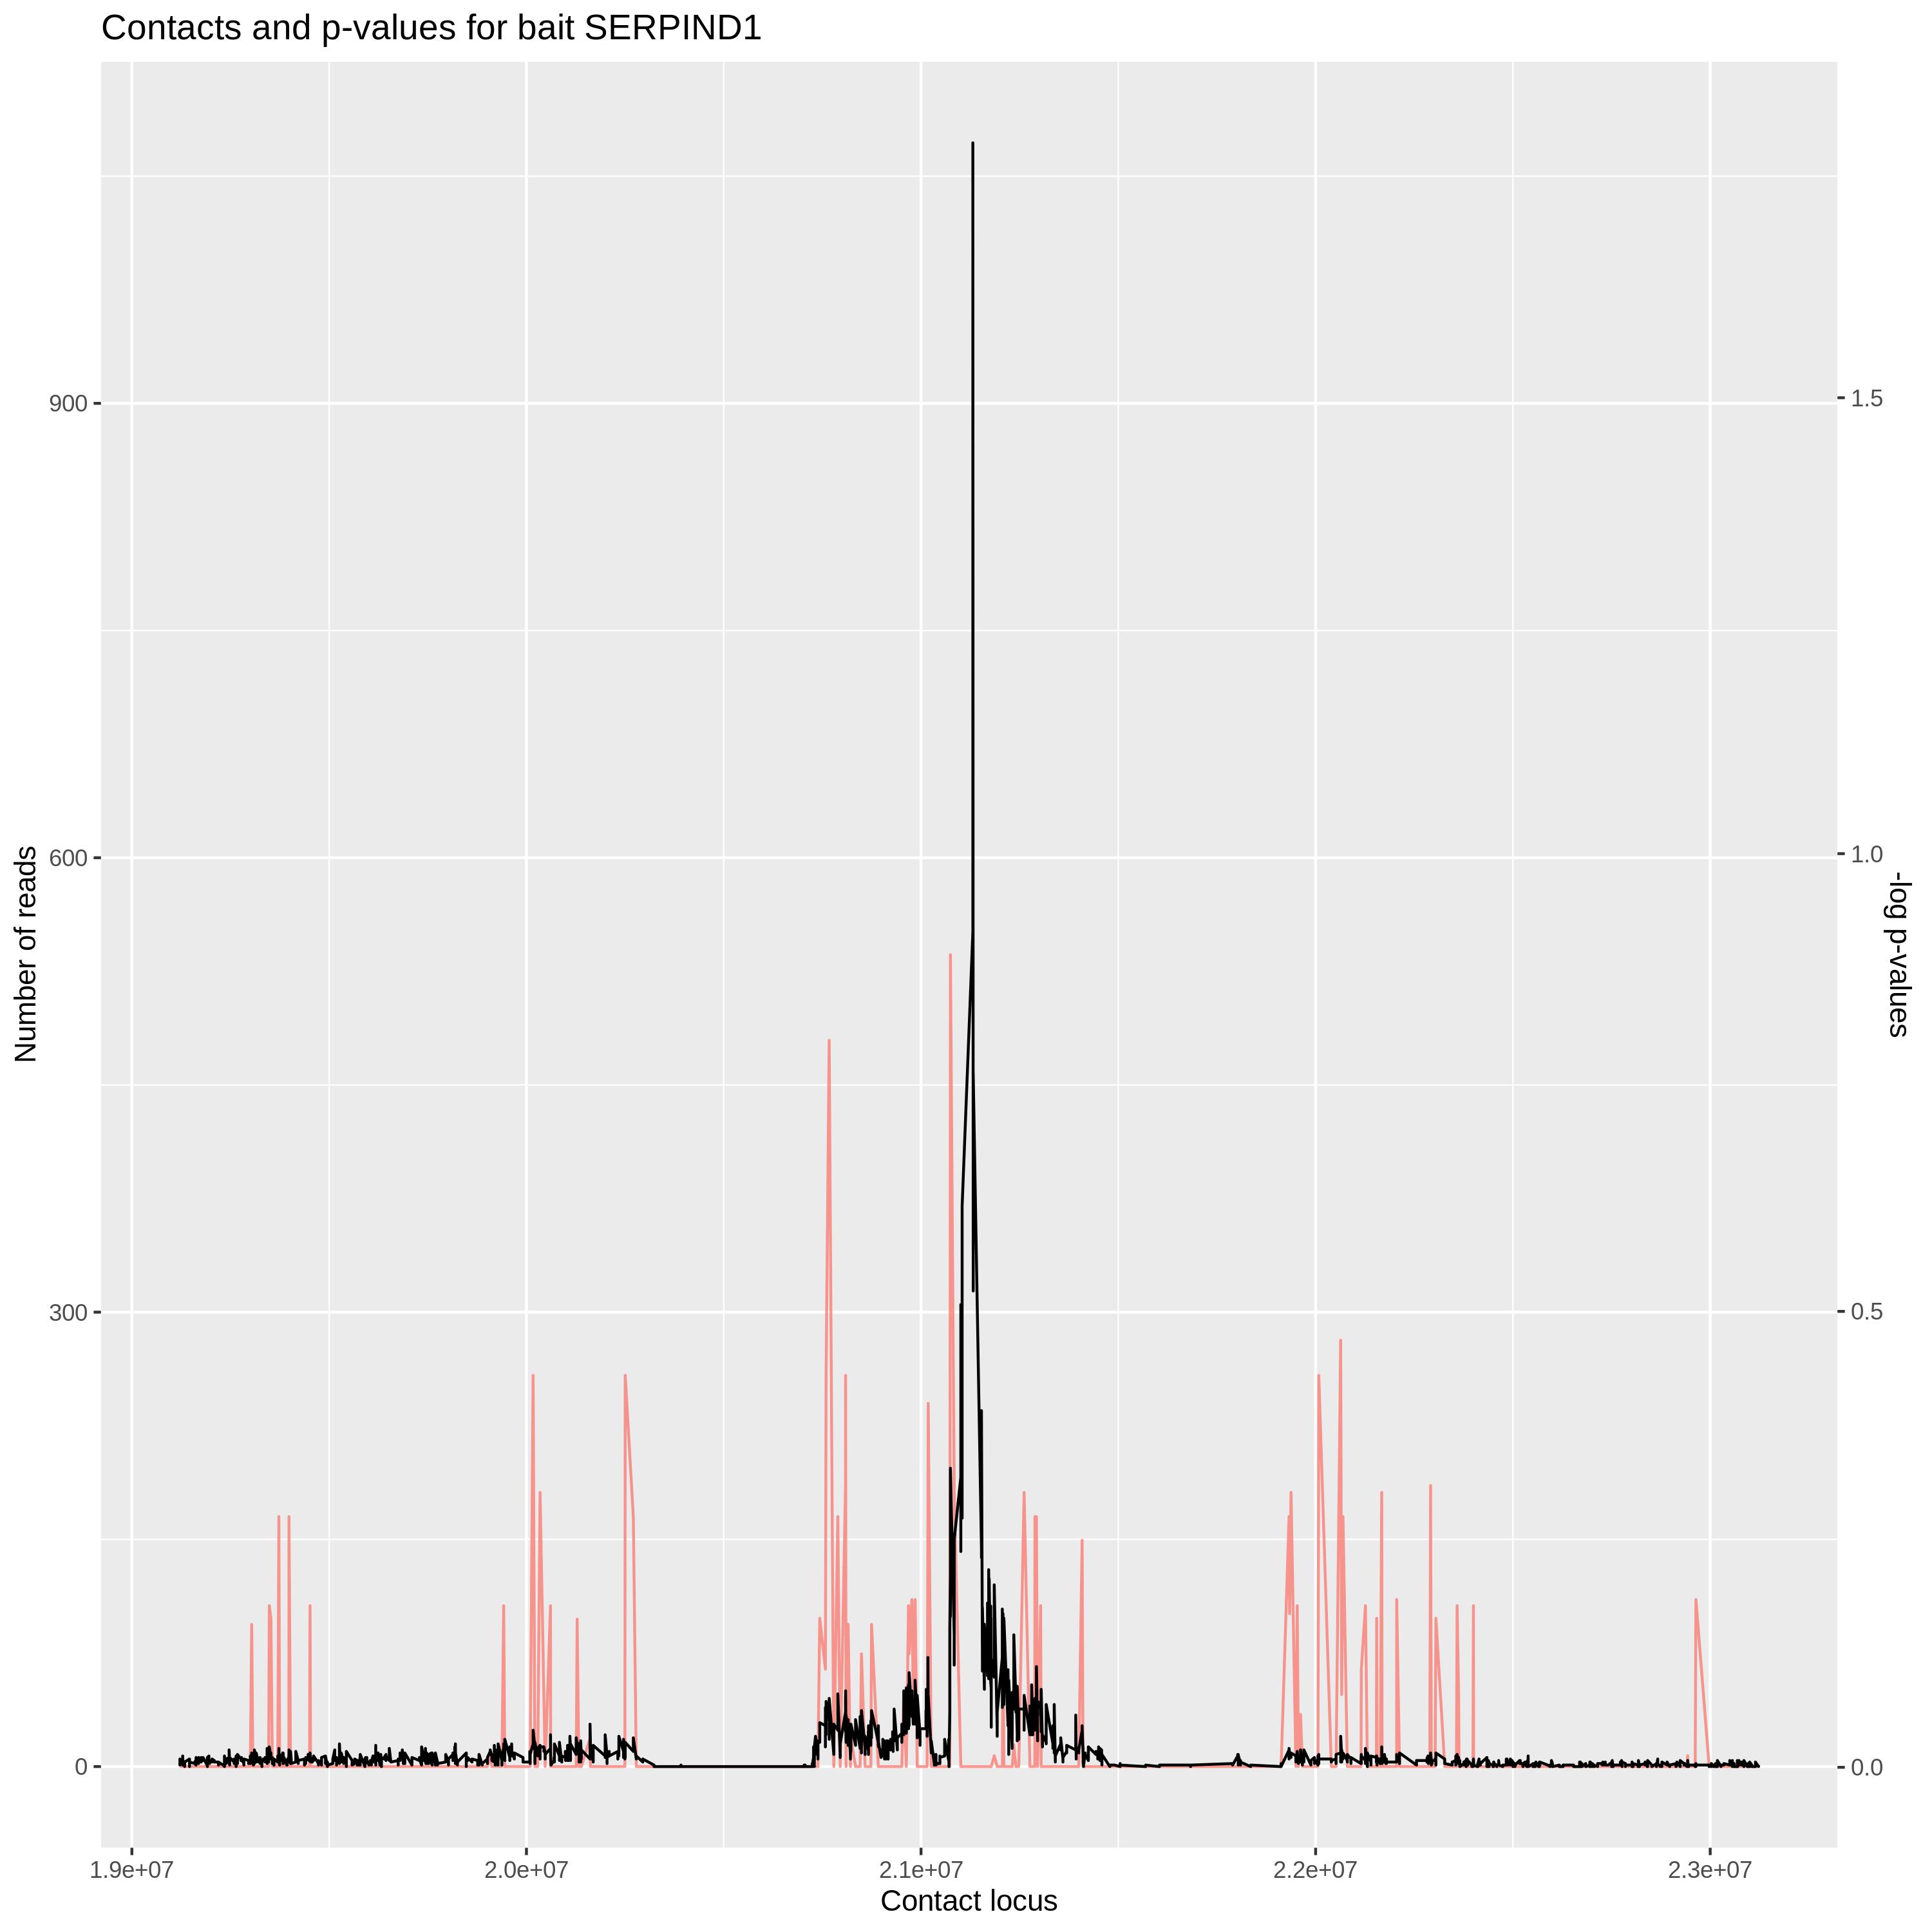 Contacts and p-values for bait SERPIND1
Number of reads
900
600
300
0
1.5
1.0
0.5
0.0
-log p-values
1.9e+07
2.0e+07
2.1e+07
2.2e+07
2.3e+07
Contact locus